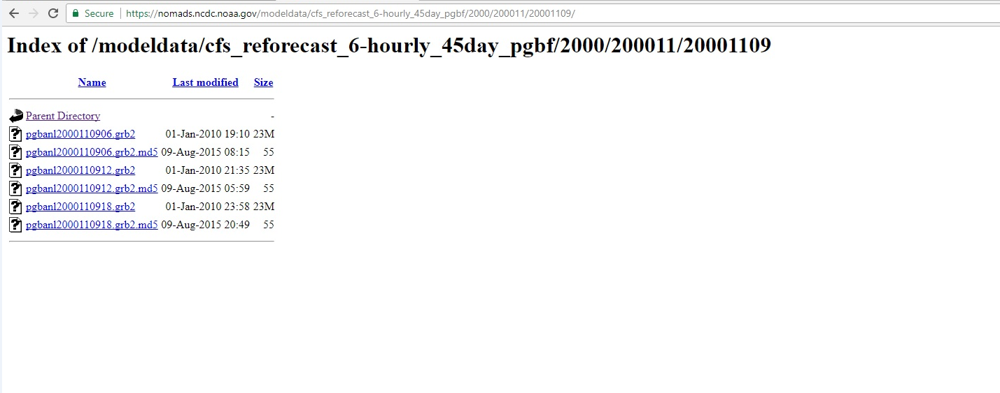 Secure https://nomads.ncdc.noaa.gov/modeldata/cfs_reforecast_6-hourly_45day_pgbf/2000/200011/20001109/
Index of /modeldata/cfs_reforecast_6-hourly_45day_pgbf/2000/200011/20001109
Name Last modified Size
Parent Directory -
pgbanl2000110906.grb2 01-Jan-2010 19:10 23M
pgbanl2000110906.grb2.md5 09-Aug-2015 08:15 55
pgbanl2000110912.grb2 01-Jan-2010 21:35 23M
pgbanl2000110912.grb2.md5 09-Aug-2015 05:59 55
pgbanl2000110918.grb2 01-Jan-2010 23:58 23M
pgbanl2000110918.grb2.md5 09-Aug-2015 20:49 55